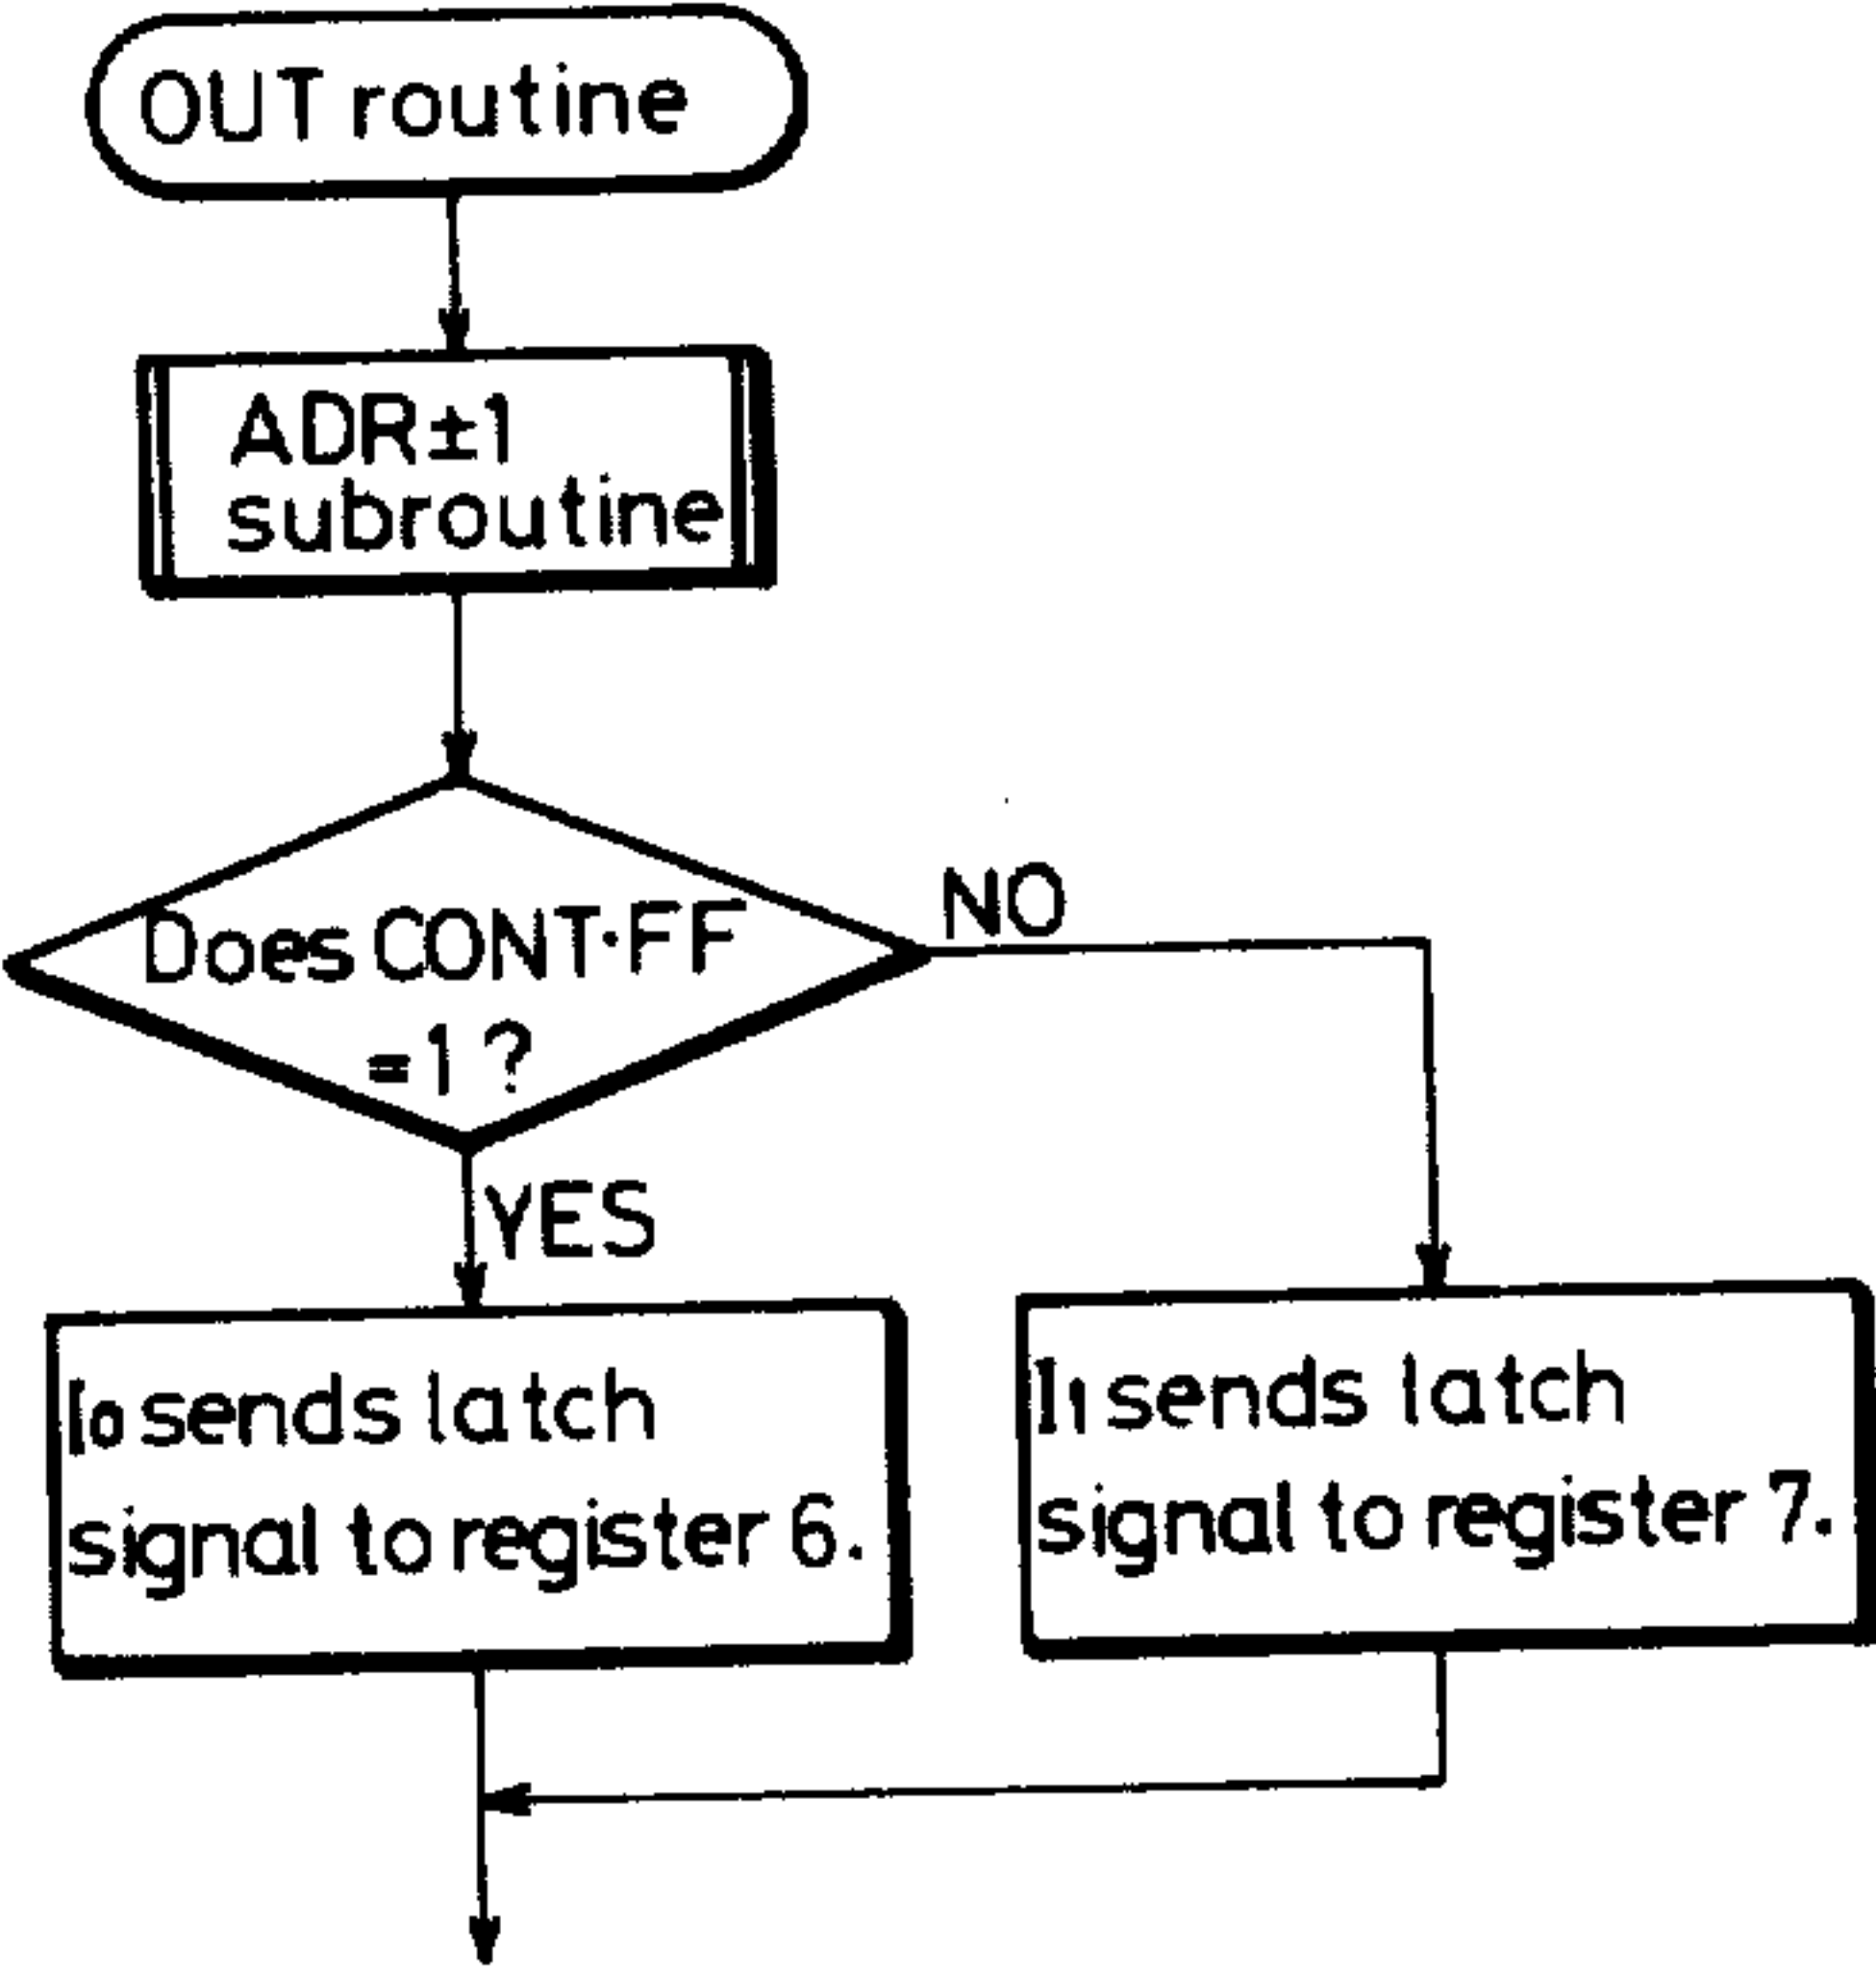 OUT routine
ADR±1
subroutine
Does CONT·FF
=1 ?
NO
YES
Io sends latch
signal to register 6.
I1 sends latch
signal to register 7.